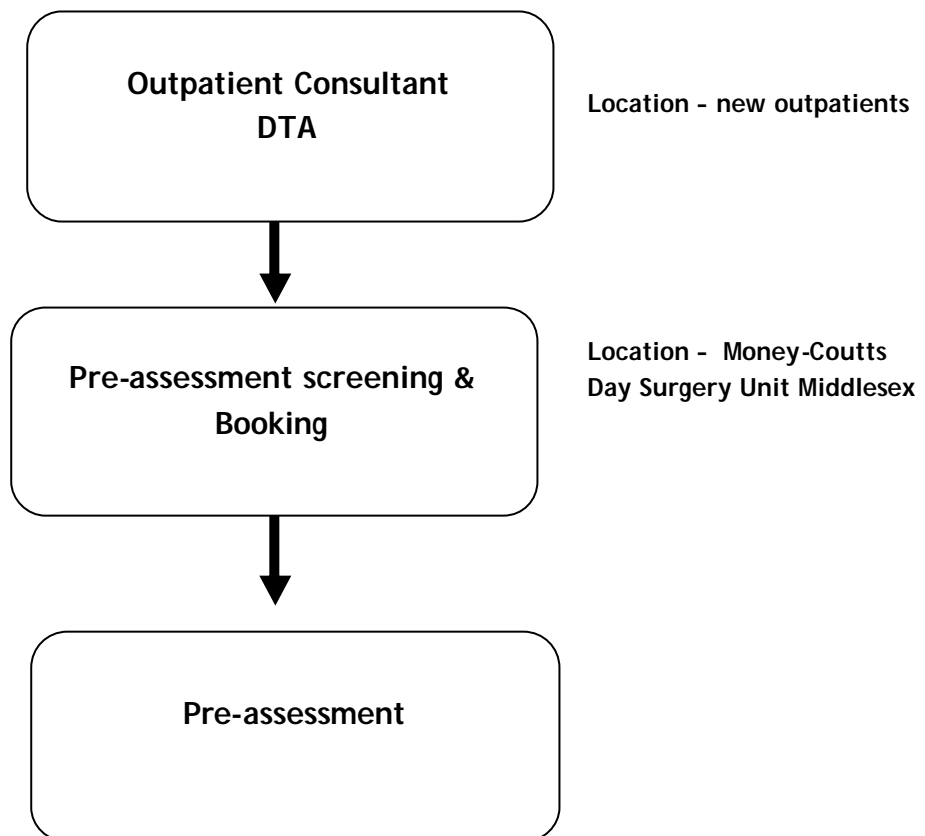 Outpatient Consultant
DTA
Location - new outpatients
Pre-assessment screening &
Booking
Location - Money-Coutts
Day Surgery Unit Middlesex
Pre-assessment